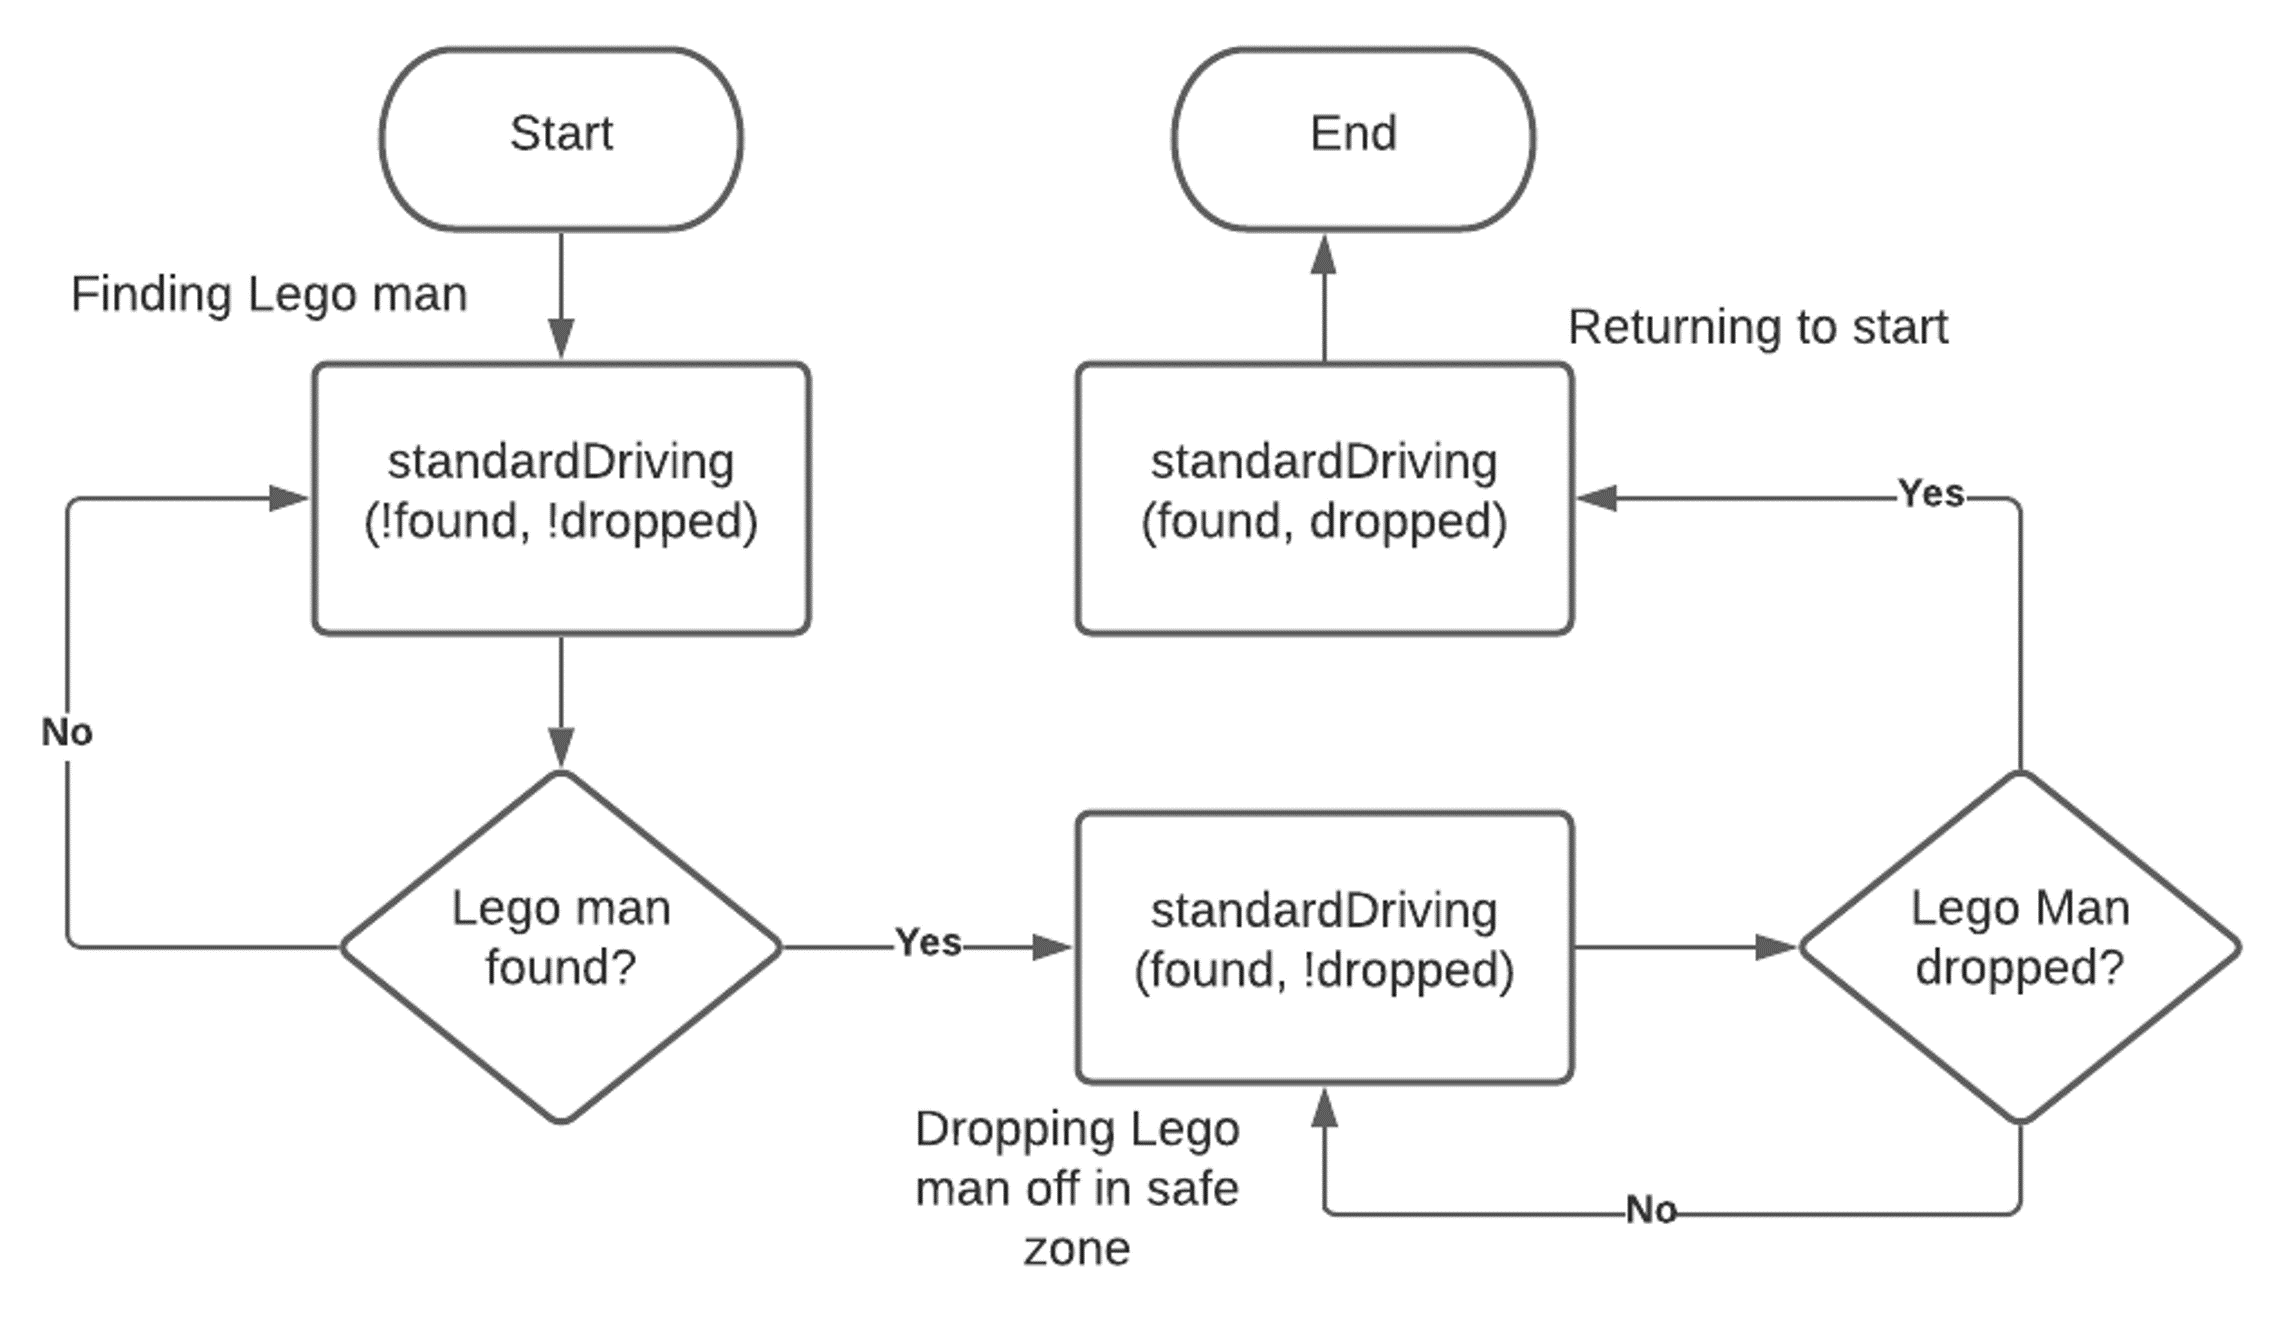 Start
End
Finding Lego man
Returning to start
standardDriving
(!found, !dropped)
standardDriving
(found, dropped)
Yes
No
Lego man
found?
Yes
standardDriving
(found, !dropped)
Lego Man
dropped?
Dropping Lego
man off in safe
zone
No